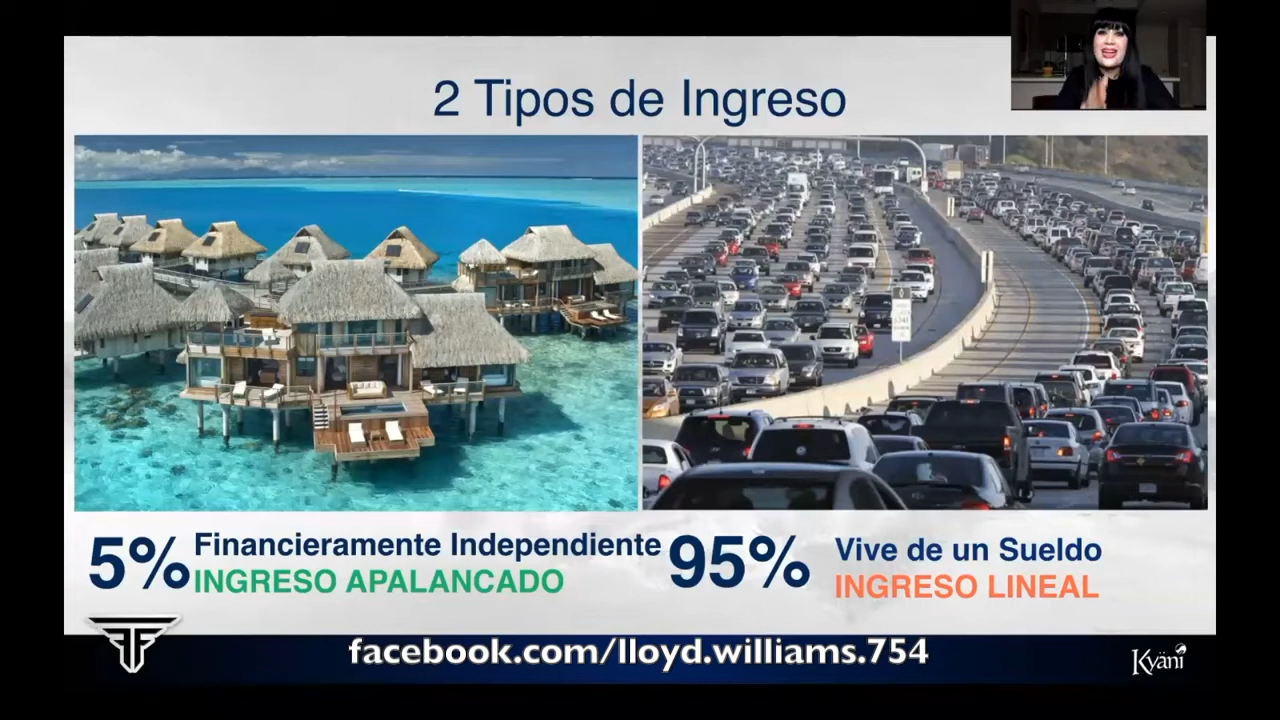 2 Tipos de Ingreso
5%
Financieramente Independiente
INGRESO APALANCADO
95%
Vive de un Sueldo
INGRESO LINEAL
facebook.com/lloyd.williams.754
Kyäni